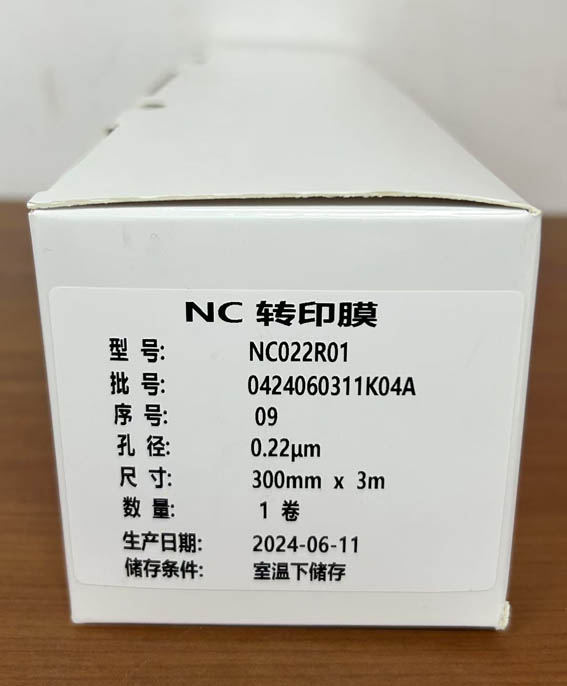 NC 转印膜
型 号: NC022R01
批 号: 0424060311K04A
序 号: 09
孔 径: 0.22μm
尺 寸: 300mm x 3m
数 量: 1 卷
生产日期: 2024-06-11
储存条件: 室温下储存